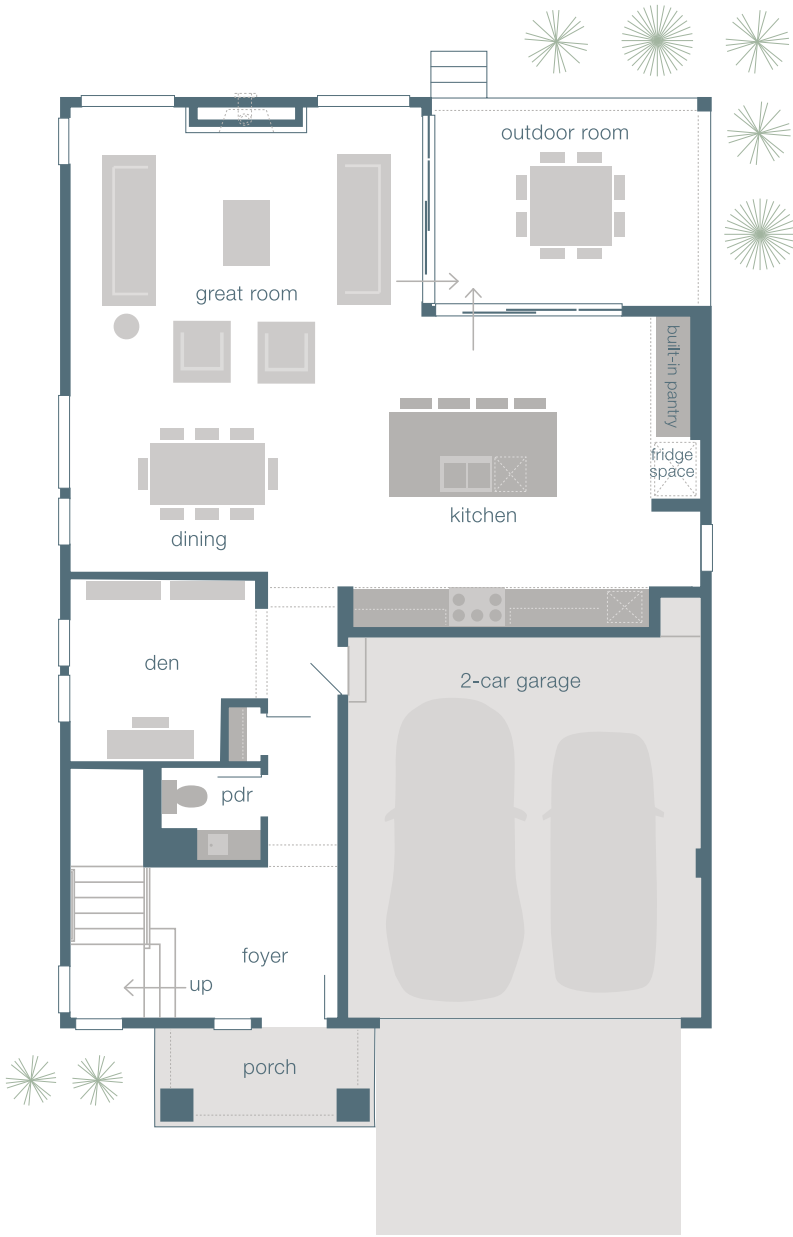 outdoor room
great room
built-in pantry
fridge
space
kitchen
dining
den
2-car garage
pdr
foyer
up
porch